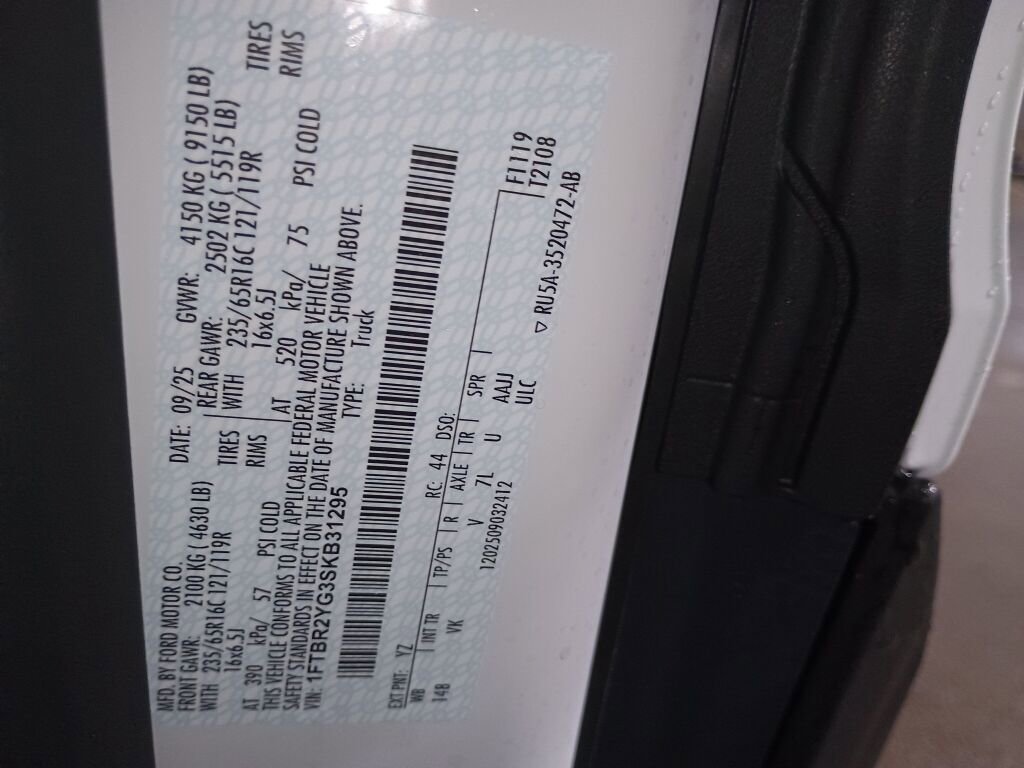 MFD. BY FORD MOTOR CO.
DATE: 09/25 GVWR: 4150 KG ( 9150 LB)
FRONT GAWR: 2100 KG ( 4630 LB) REAR GAWR: 2502 KG ( 5515 LB)
WITH 235/65R16C 121/119R TIRES WITH 235/65R16C 121/119R TIRES
16x6.5J RIMS 16x6.5J RIMS
AT 390 kPa/ 57 PSI COLD AT 520 kPa/ 75 PSI COLD
THIS VEHICLE CONFORMS TO ALL APPLICABLE FEDERAL MOTOR VEHICLE
SAFETY STANDARDS IN EFFECT ON THE DATE OF MANUFACTURE SHOWN ABOVE.
VIN: 1FTBR2YG3SKB31295 TYPE: Truck
EXT PNT: YZ RC: 44 DSO:
WB | INT TR | TP/PS | R | AXLE | TR | SPR | F1119
148 VK V 7L U AAJJ T2108
1202509032412 ULC
▽ RU5A-3520472-AB